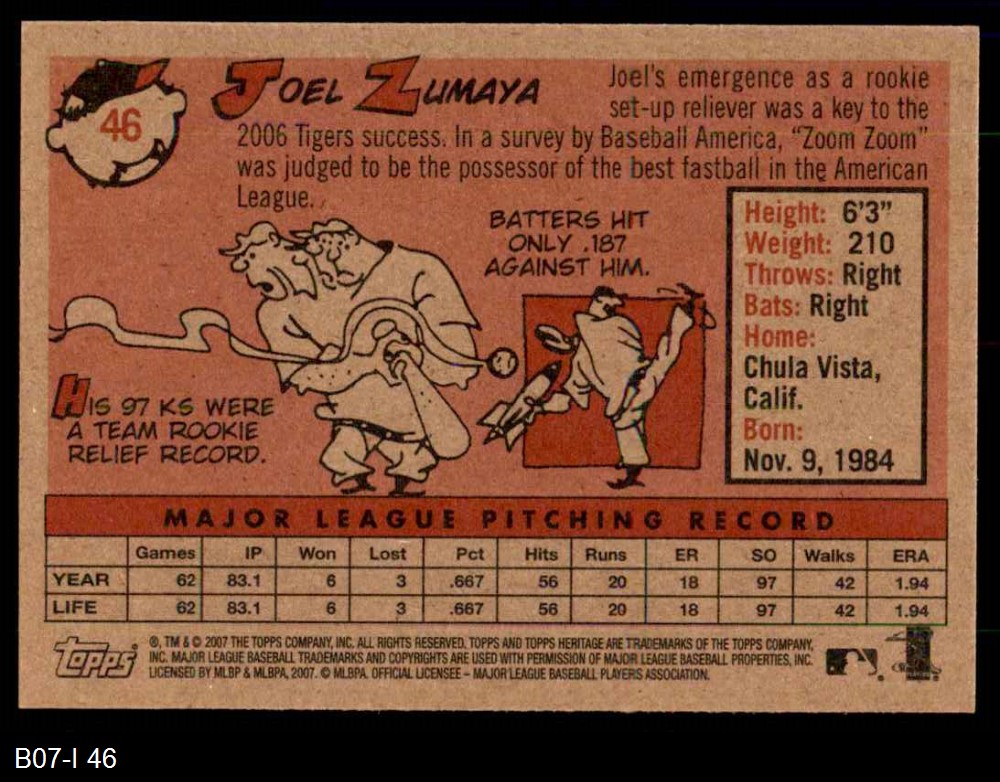 46
JOEL ZUMAYA
Joel's emergence as a rookie
set-up reliever was a key to the
2006 Tigers success. In a survey by Baseball America, “Zoom Zoom”
was judged to be the possessor of the best fastball in the American
League.
BATTERS HIT
ONLY .187
AGAINST HIM.
HIS 97 KS WERE
A TEAM ROOKIE
RELIEF RECORD.
Height: 6'3”
Weight: 210
Throws: Right
Bats: Right
Home:
Chula Vista,
Calif.
Born:
Nov. 9, 1984
MAJOR LEAGUE PITCHING RECORD
Games IP Won Lost Pct Hits Runs ER SO Walks ERA
YEAR 62 83.1 6 3 .667 56 20 18 97 42 1.94
LIFE 62 83.1 6 3 .667 56 20 18 97 42 1.94
Topps
®, TM & © 2007 THE TOPPS COMPANY, INC. ALL RIGHTS RESERVED. TOPPS AND TOPPS HERITAGE ARE TRADEMARKS OF THE TOPPS COMPANY,
INC. MAJOR LEAGUE BASEBALL TRADEMARKS AND COPYRIGHTS ARE USED WITH PERMISSION OF MAJOR LEAGUE BASEBALL PROPERTIES, INC.
LICENSED BY MLBP & MLBPA, 2007. © MLBPA. OFFICIAL LICENSEE – MAJOR LEAGUE BASEBALL PLAYERS ASSOCIATION.
B07-I 46